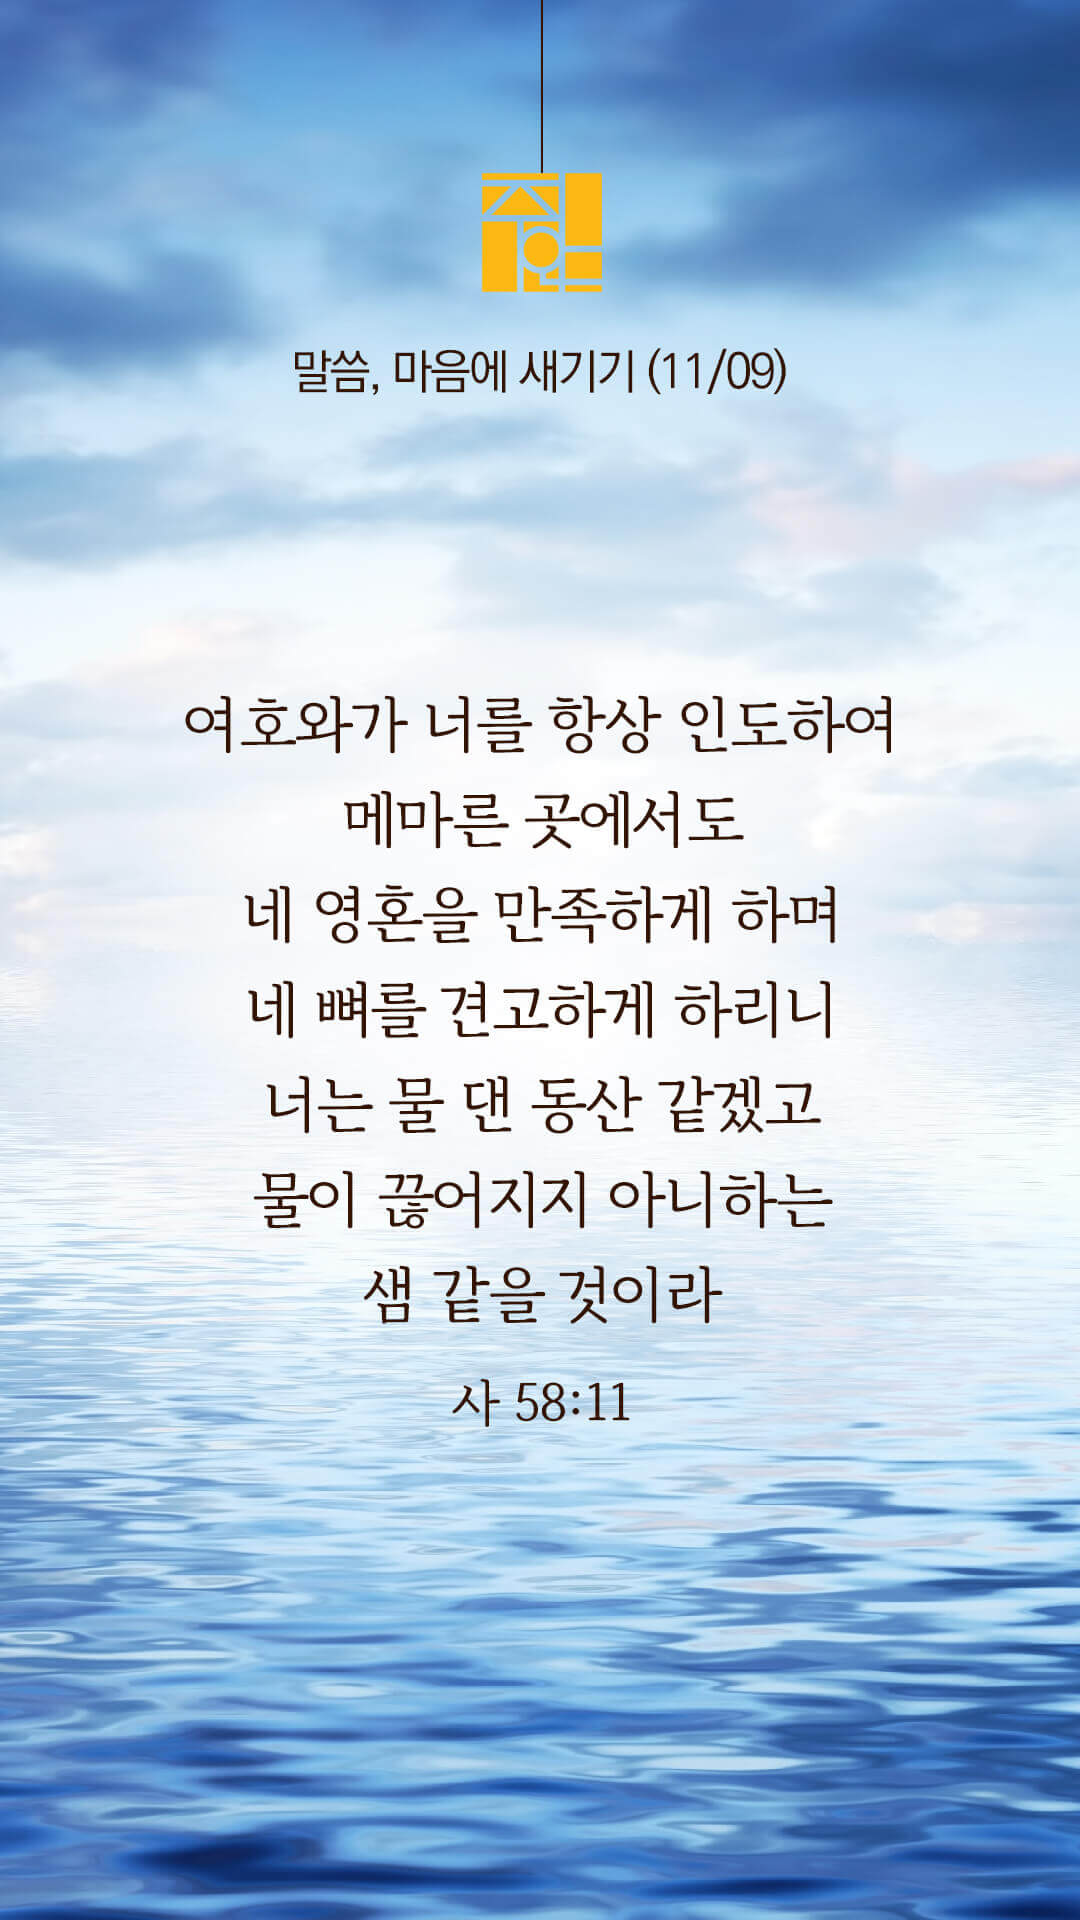 말씀, 마음에 새기기 (11/09)
여호와가 너를 항상 인도하여
메마른 곳에서도
네 영혼을 만족하게 하며
네 뼈를 견고하게 하리니
너는 물 댄 동산 같겠고
물이 끊어지지 아니하는
샘 같을 것이라
사 58:11